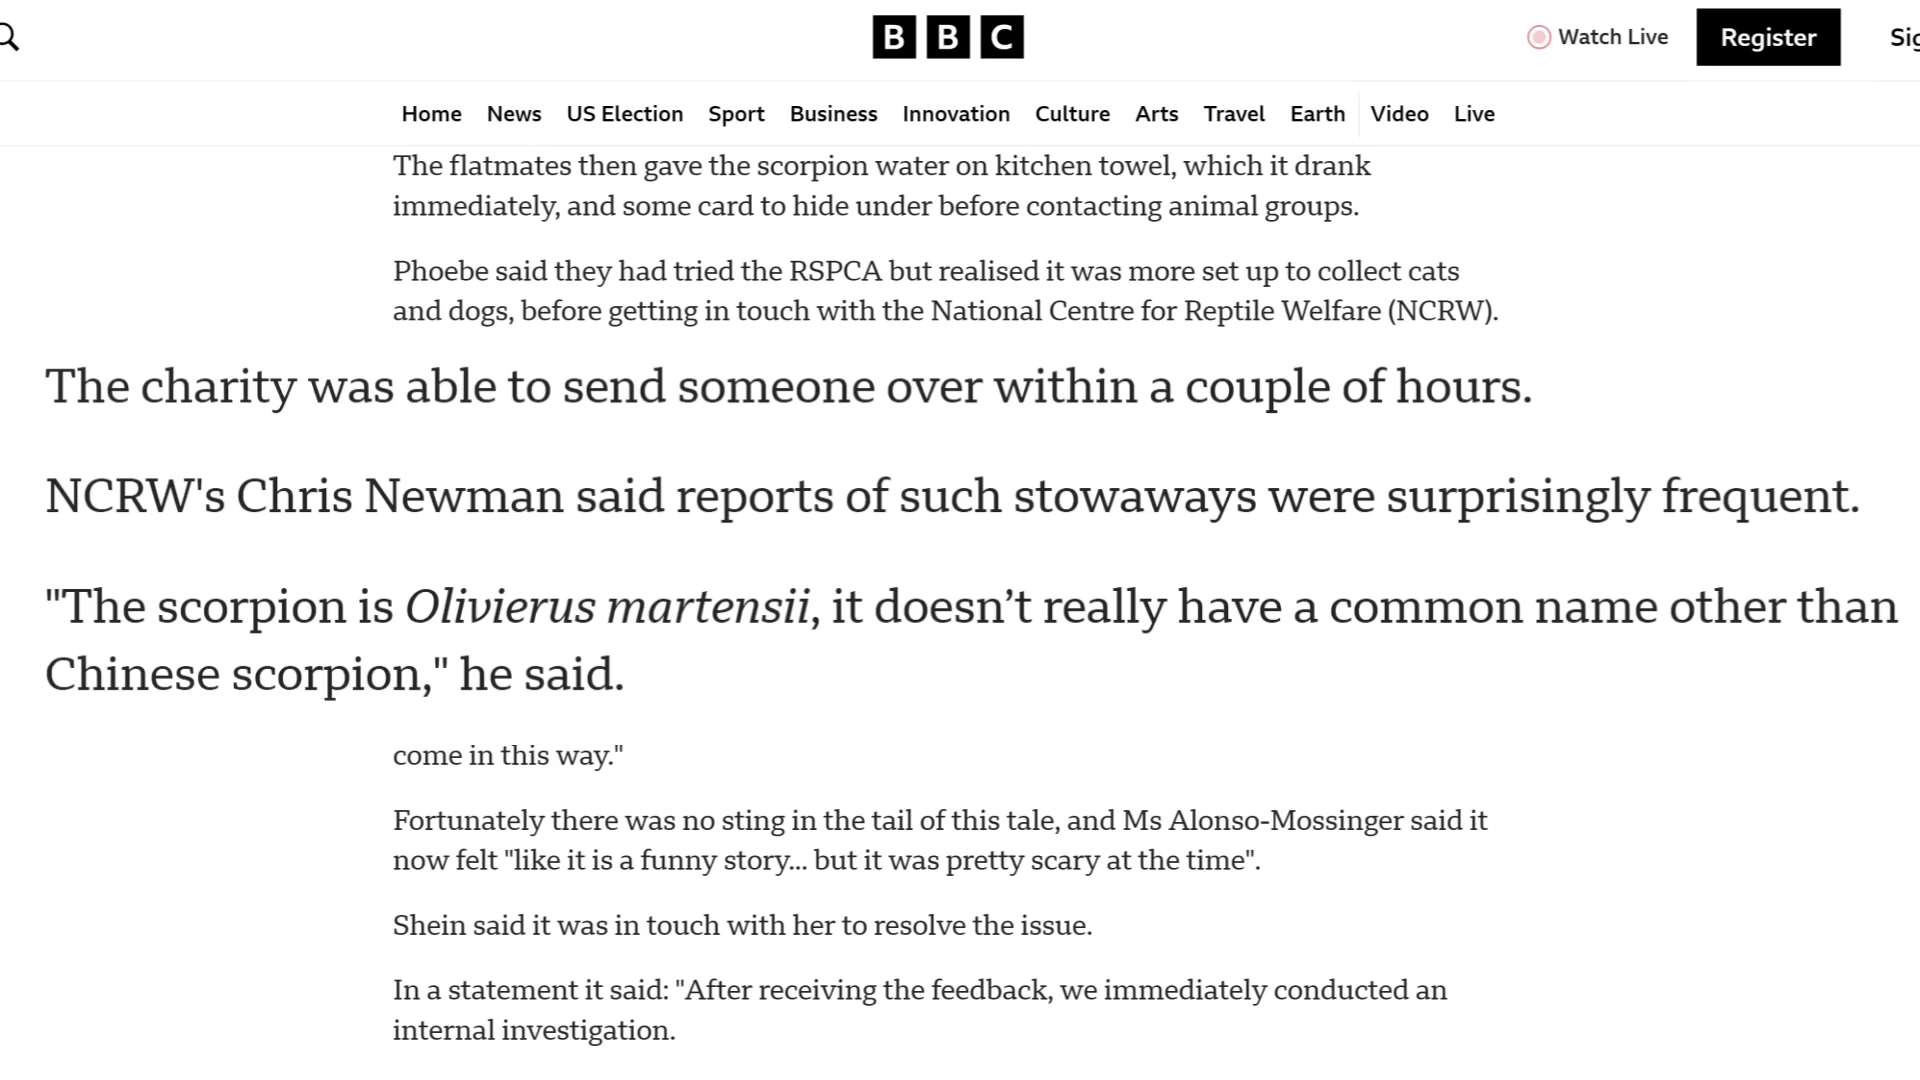 BBC
Watch Live
Register
Home News US Election Sport Business Innovation Culture Arts Travel Earth Video Live
The flatmates then gave the scorpion water on kitchen towel, which it drank
immediately, and some card to hide under before contacting animal groups.
Phoebe said they had tried the RSPCA but realised it was more set up to collect cats
and dogs, before getting in touch with the National Centre for Reptile Welfare (NCRW).
The charity was able to send someone over within a couple of hours.
NCRW's Chris Newman said reports of such stowaways were surprisingly frequent.
"The scorpion is Olivierus martensii, it doesn’t really have a common name other than
Chinese scorpion," he said.
come in this way."
Fortunately there was no sting in the tail of this tale, and Ms Alonso-Mossinger said it
now felt "like it is a funny story... but it was pretty scary at the time".
Shein said it was in touch with her to resolve the issue.
In a statement it said: "After receiving the feedback, we immediately conducted an
internal investigation.